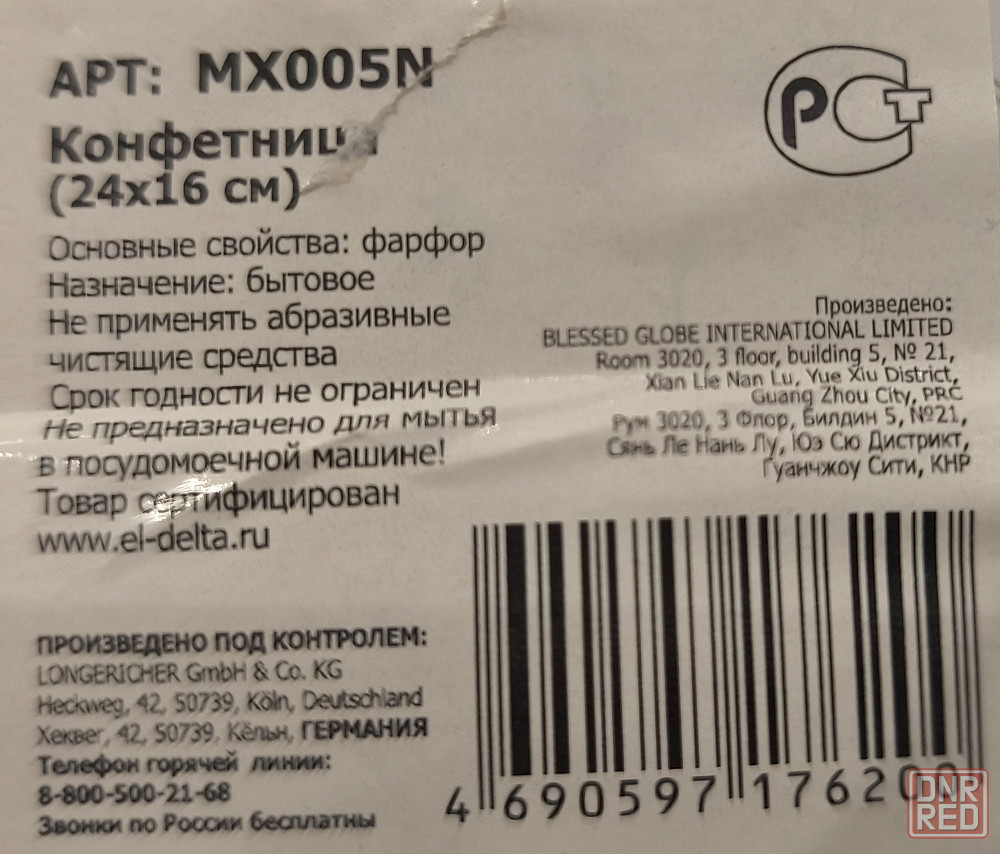 АРТ: MX005N
Конфетница
(24x16 см)
Основные свойства: фарфор
Назначение: бытовое
Не применять абразивные
чистящие средства
Срок годности не ограничен
Не предназначено для мытья
в посудомоечной машине!
Товар сертифицирован
www.el-delta.ru
РСТ
Произведено:
BLESSED GLOBE INTERNATIONAL LIMITED
Room 3020, 3 floor, building 5, № 21,
Xian Lie Nan Lu, Yue Xiu District,
Guang Zhou City, PRC
Рум 3020, 3 Флор, Билдин 5, №21,
Сянь Ле Нань Лу, Юэ Сю Дистрикт,
Гуанчжоу Сити, КНР
ПРОИЗВЕДЕНО ПОД КОНТРОЛЕМ:
LONGERICHER GmbH & Co. KG
Heckweg, 42, 50739, Köln, Deutschland
Хеквег, 42, 50739, Кёльн, ГЕРМАНИЯ
Телефон горячей линии:
8-800-500-21-68
Звонки по России бесплатны
4 690597 17620
DNR
RED